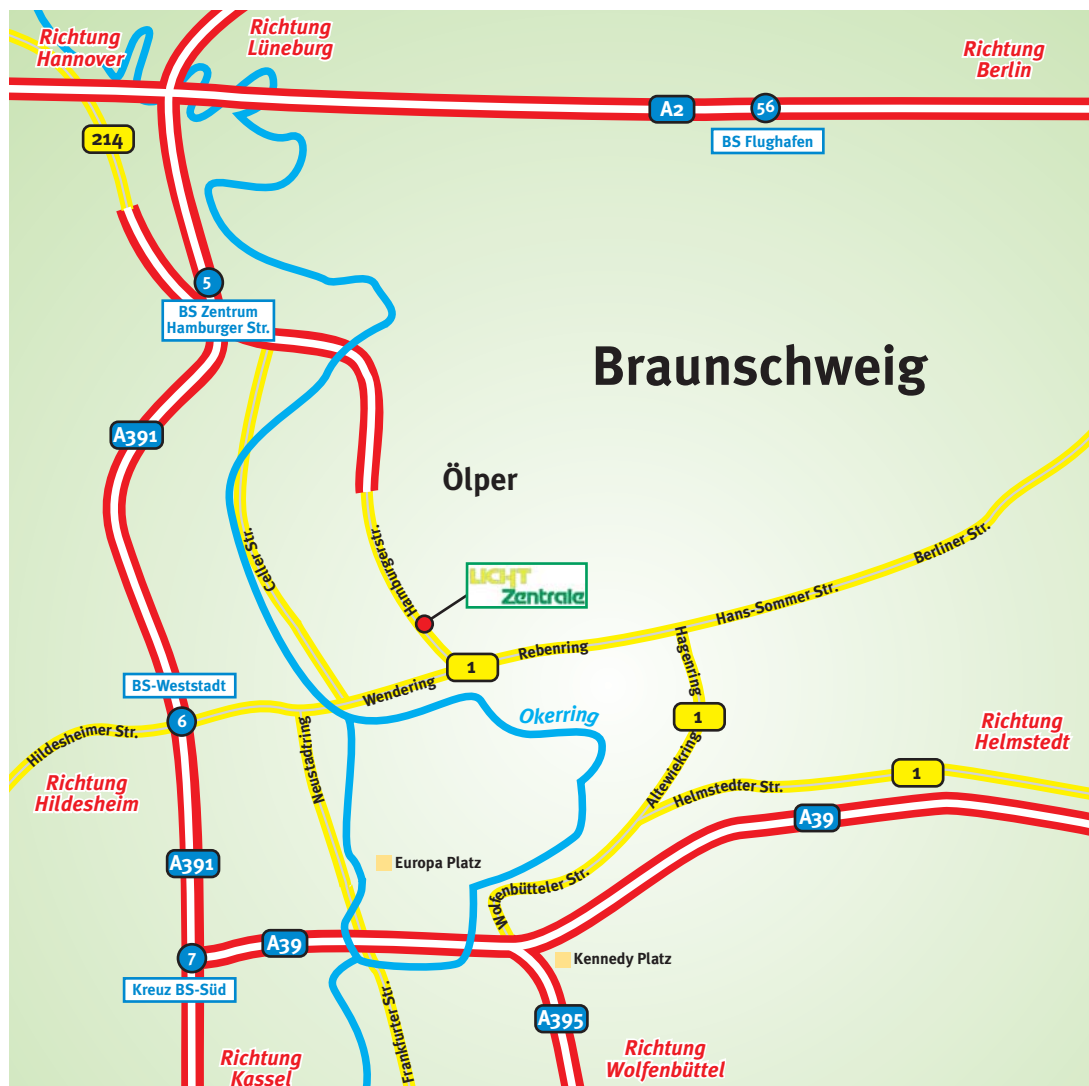 Richtung
Hannover
Richtung
Lüneburg
Richtung
Berlin
A2
56
BS Flughafen
214
5
BS Zentrum
Hamburger Str.
Braunschweig
A391
Ölper
Celler Str.
Hamburgerstr.
LICHT
Zentrale
Berliner Str.
Hans-Sommer Str.
Rebenring
Hagenring
1
Wendering
BS-Weststadt
6
Hildesheimer Str.
Neustadtring
Okerring
1
Richtung
Helmstedt
Richtung
Hildesheim
Altewiekring
Helmstedter Str.
1
A39
A391
Europa Platz
Wolfenbütteler Str.
A39
7
Kreuz BS-Süd
Kennedy Platz
Frankfurter Str.
A395
Richtung
Kassel
Richtung
Wolfenbüttel